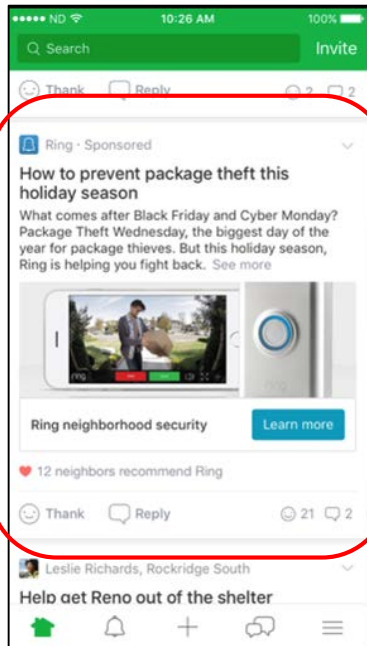 ND 10:26 AM 100%
Search Invite
Thank Reply 2 2
Ring · Sponsored
How to prevent package theft this
holiday season
What comes after Black Friday and Cyber Monday?
Package Theft Wednesday, the biggest day of the
year for package thieves. But this holiday season,
Ring is helping you fight back. See more
ring
ring
Ring neighborhood security Learn more
12 neighbors recommend Ring
Thank Reply 21 2
Leslie Richards, Rockridge South
Help get Reno out of the shelter